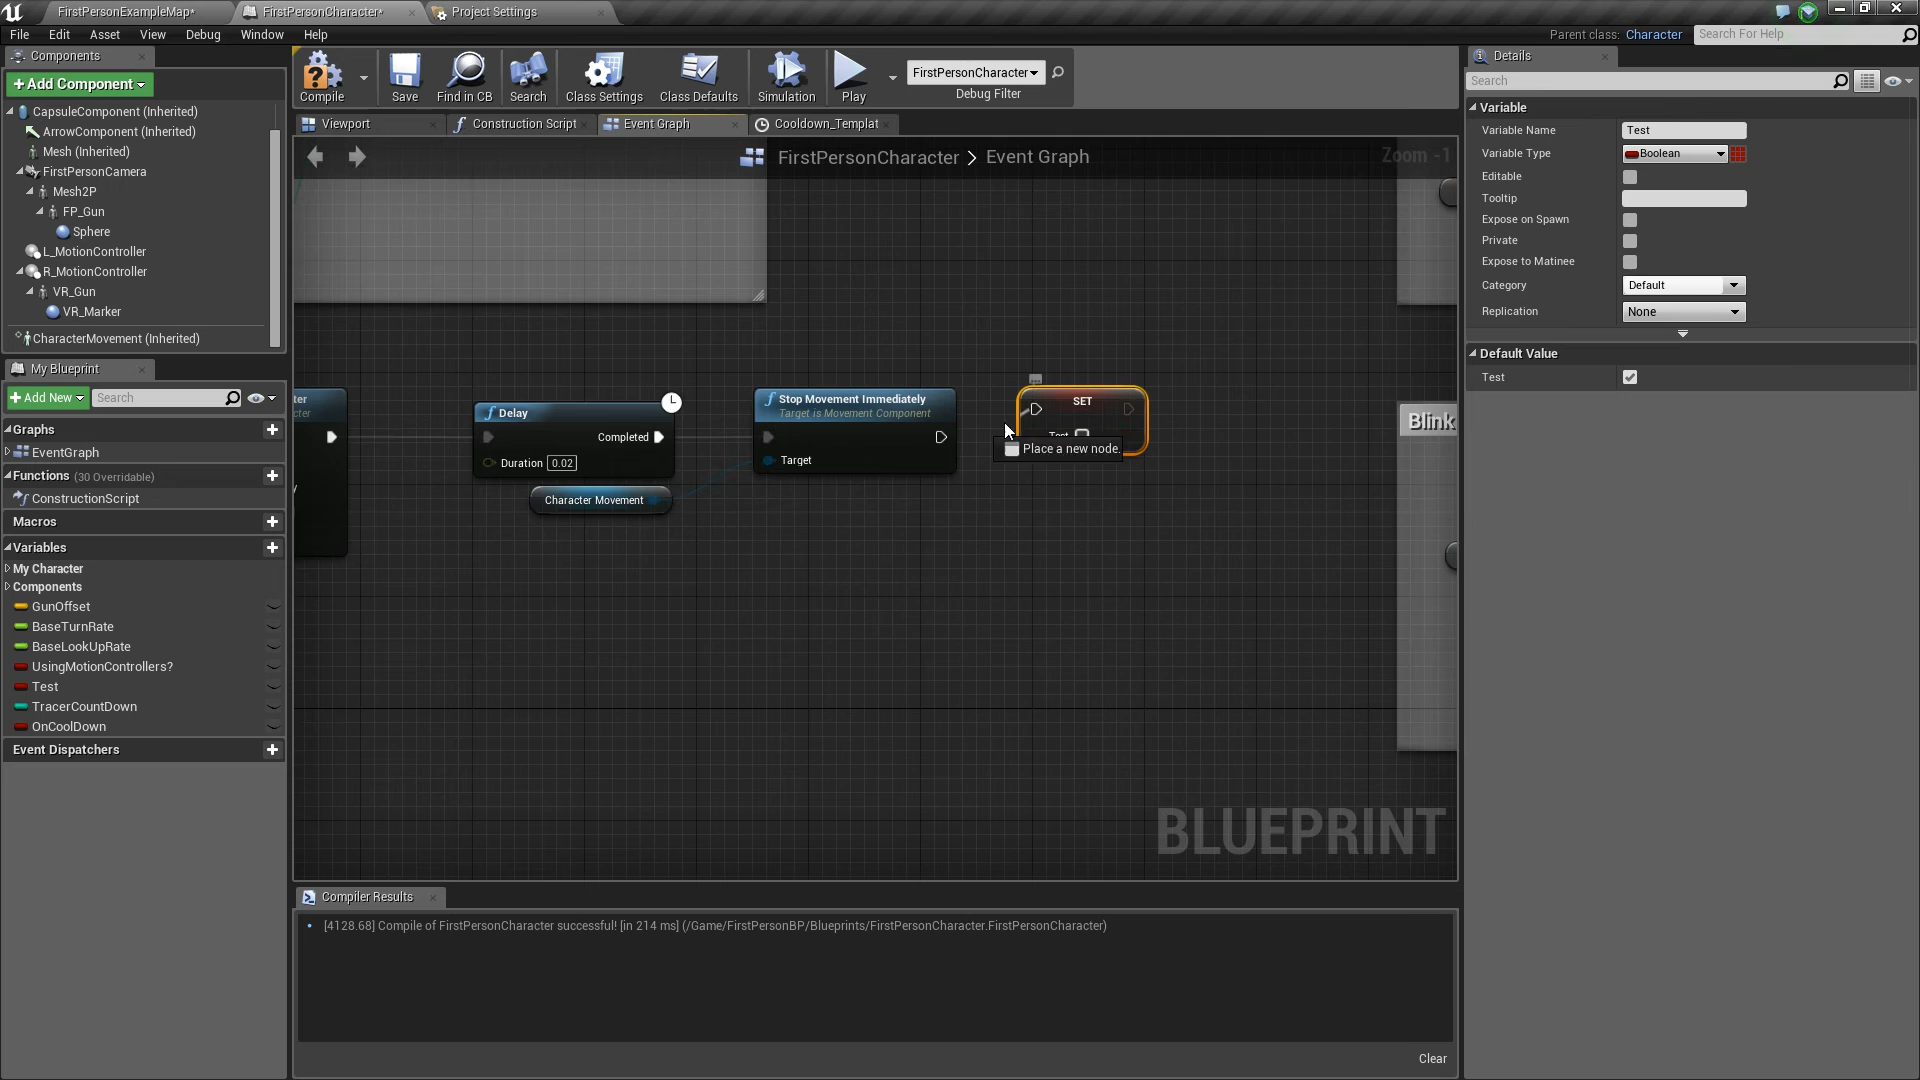 FirstPersonExampleMap*
FirstPersonCharacter*
Project Settings
File Edit Asset View Debug Window Help
Parent class: Character
Search For Help
Components
+Add Component
CapsuleComponent (Inherited)
ArrowComponent (Inherited)
Mesh (Inherited)
FirstPersonCamera
Mesh2P
FP_Gun
Sphere
L_MotionController
R_MotionController
VR_Gun
VR_Marker
CharacterMovement (Inherited)
My Blueprint
+Add New
Search
Graphs
EventGraph
Functions (30 Overridable)
ConstructionScript
Macros
Variables
My Character
Components
GunOffset
BaseTurnRate
BaseLookUpRate
UsingMotionControllers?
Test
TracerCountDown
OnCoolDown
Event Dispatchers
Compile
Save
Find in CB
Search
Class Settings
Class Defaults
Simulation
Play
FirstPersonCharacter
Debug Filter
Viewport
Construction Script
Event Graph
Cooldown_Templat
FirstPersonCharacter > Event Graph
Zoom -1
ter
acter
Delay
Completed
Duration 0.02
Character Movement
Stop Movement Immediately
Target is Movement Component
Target
SET
Test
Place a new node.
Blink
BLUEPRINT
Compiler Results
[4128.68] Compile of FirstPersonCharacter successful! [in 214 ms] (/Game/FirstPersonBP/Blueprints/FirstPersonCharacter.FirstPersonCharacter)
Clear
Details
Search
Variable
Variable Name Test
Variable Type Boolean
Editable
Tooltip
Expose on Spawn
Private
Expose to Matinee
Category Default
Replication None
Default Value
Test